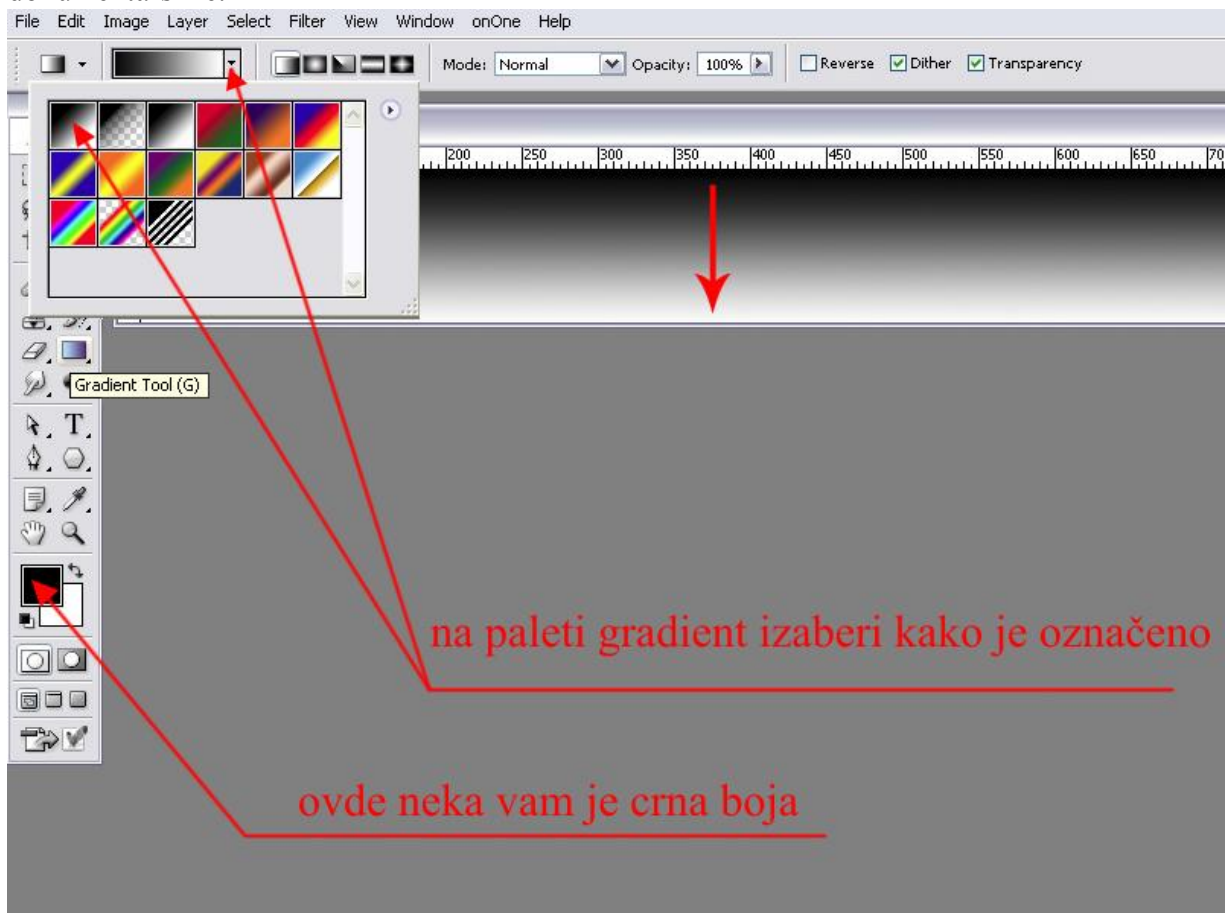 File Edit Image Layer Select Filter View Window onOne Help
Mode: Normal Opacity: 100% Reverse Dither Transparency
200 250 300 350 400 450 500 550 600 650 70
Gradient Tool (G)
T
na paleti gradient izaberi kako je označeno
ovde neka vam je crna boja